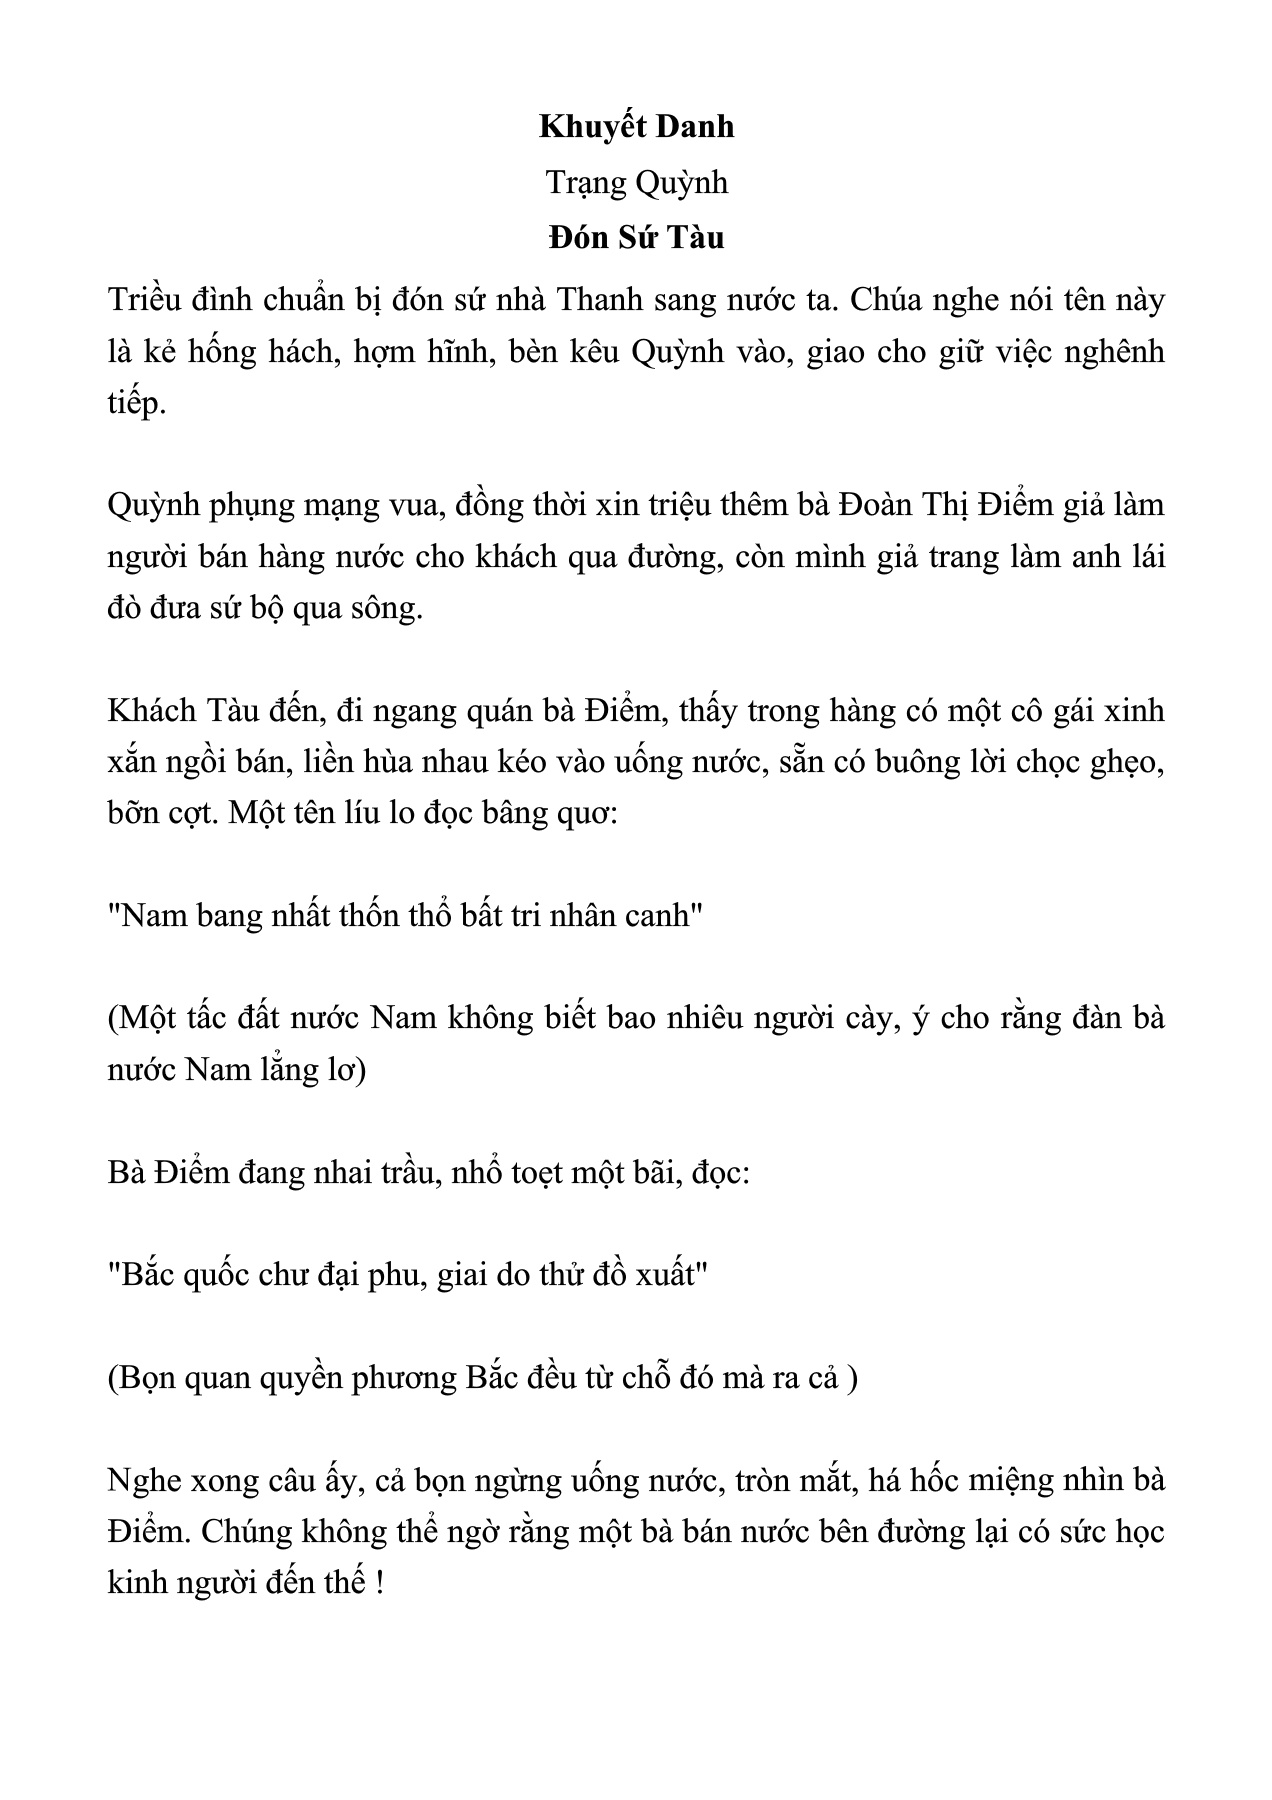 Khuyết Danh
Trạng Quỳnh
Đón Sứ Tàu
Triều đình chuẩn bị đón sứ nhà Thanh sang nước ta. Chúa nghe nói tên này
là kẻ hống hách, hợm hĩnh, bèn kêu Quỳnh vào, giao cho giữ việc nghênh
tiếp.
Quỳnh phụng mạng vua, đồng thời xin triệu thêm bà Đoàn Thị Điểm giả làm
người bán hàng nước cho khách qua đường, còn mình giả trang làm anh lái
đò đưa sứ bộ qua sông.
Khách Tàu đến, đi ngang quán bà Điểm, thấy trong hàng có một cô gái xinh
xắn ngồi bán, liền hùa nhau kéo vào uống nước, sẵn có buông lời chọc ghẹo,
bỡn cợt. Một tên líu lo đọc bâng quơ:
"Nam bang nhất thốn thổ bất tri nhân canh"
(Một tấc đất nước Nam không biết bao nhiêu người cày, ý cho rằng đàn bà
nước Nam lẳng lơ)
Bà Điểm đang nhai trầu, nhổ toẹt một bãi, đọc:
"Bắc quốc chư đại phu, giai do thử đồ xuất"
(Bọn quan quyền phương Bắc đều từ chỗ đó mà ra cả )
Nghe xong câu ấy, cả bọn ngừng uống nước, tròn mắt, há hốc miệng nhìn bà
Điểm. Chúng không thể ngờ rằng một bà bán nước bên đường lại có sức học
kinh người đến thế !